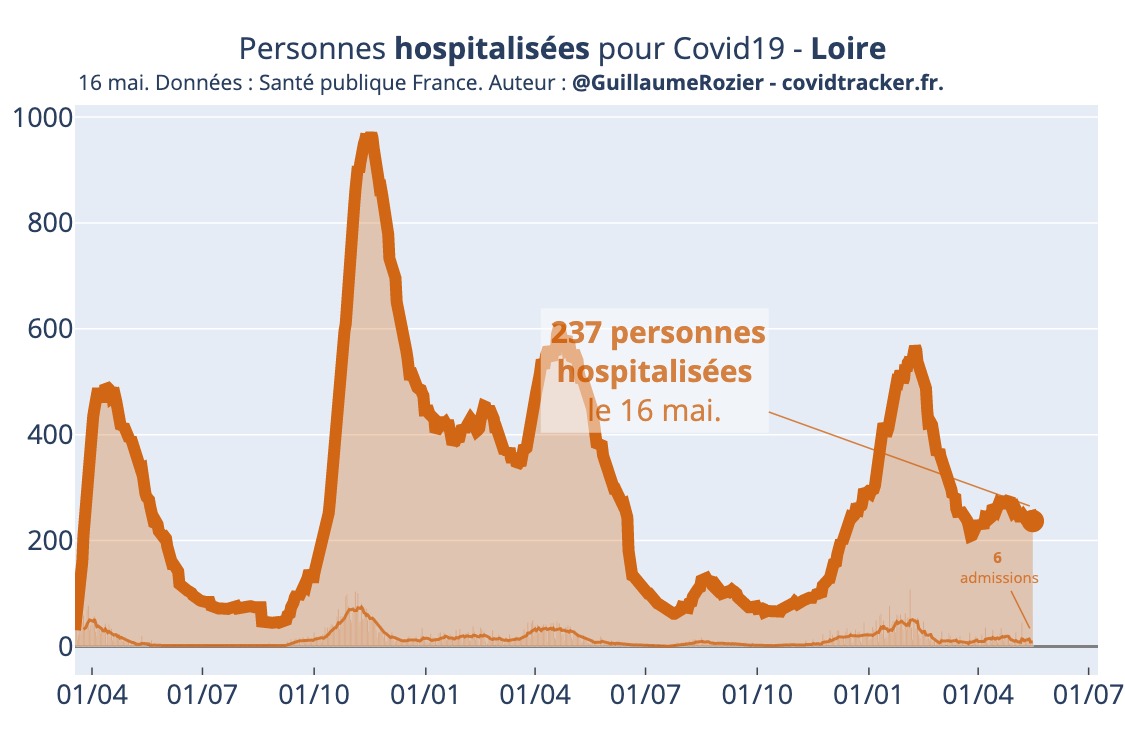 Personnes hospitalisées pour Covid19 - Loire
16 mai. Données : Santé publique France. Auteur : @GuillaumeRozier - covidtracker.fr.
1000
800
600
400
200
0
237 personnes
hospitalisées
le 16 mai.
6
admissions
01/04 01/07 01/10 01/01 01/04 01/07 01/10 01/01 01/04 01/07